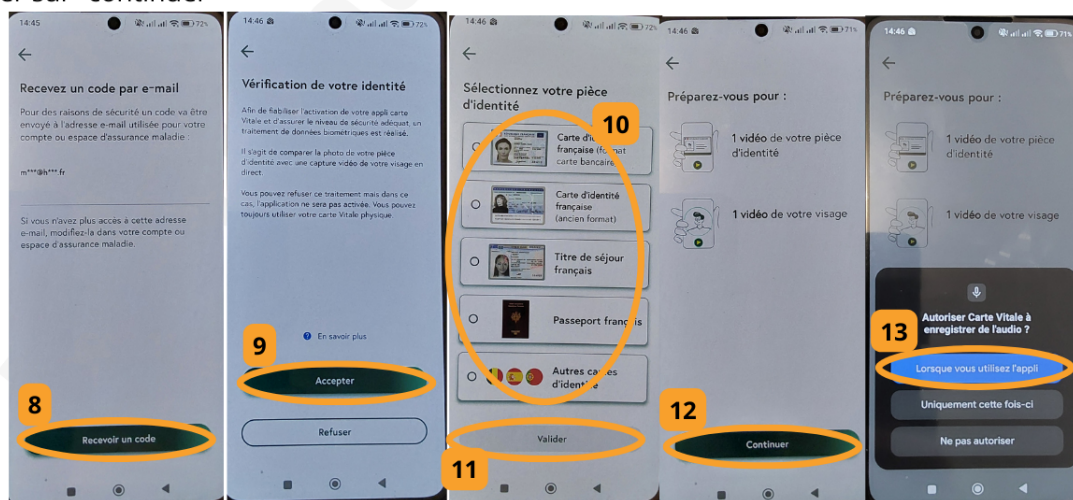 er sur "continuer"
14:45
72%
Recevez un code par e-mail
Pour des raisons de sécurité un code va être
envoyé à l'adresse e-mail utilisée pour votre
compte ou espace d'assurance maladie :
m***@h***.fr
Si vous n'avez plus accès à cette adresse
e-mail, modifiez-la dans votre compte ou
espace d'assurance maladie.
8
Recevoir un code
14:46
72%
Vérification de votre identité
Afin de fiabiliser l'activation de votre appli carte
Vitale et d'assurer le niveau de sécurité adéquat, un
traitement de données biométriques est réalisé.
Il s'agit de comparer la photo de votre pièce
d'identité avec une capture vidéo de votre visage en
direct.
Vous pouvez refuser ce traitement mais dans ce
cas, l'application ne sera pas activée. Vous pouvez
toujours utiliser votre carte Vitale physique.
En savoir plus
9
Accepter
Refuser
14:46
72%
Sélectionnez votre pièce
d'identité
10
Carte d'
française (format
carte bancaire)
Carte d'identité
française
(ancien format)
Titre de séjour
français
Passeport français
Autres cartes
d'identité
Valider
11
14:46
71%
Préparez-vous pour :
1 vidéo de votre pièce
d'identité
1 vidéo de votre visage
12
Continuer
14:46
71%
Préparez-vous pour :
1 vidéo de votre pièce
d'identité
1 vidéo de votre visage
Autoriser Carte Vitale à
enregistrer de l'audio ?
13
Lorsque vous utilisez l'appli
Uniquement cette fois-ci
Ne pas autoriser